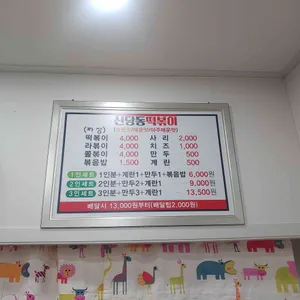 신당동떡볶이
(짜장)
떡볶이 4,000 사 리 2,000
라볶이 4,000 치 즈 1,000
쫄볶이 4,000 만 두 500
볶음밥 1,500 계 란 500
1인세트 1인분+계란1+만두1+볶음밥 6,000원
2인세트 2인분+만두2+계란1 9,000원
3인세트 3인분+만두3+계란1 13,500원
배달시 13,000원부터(배달팁2,000원)